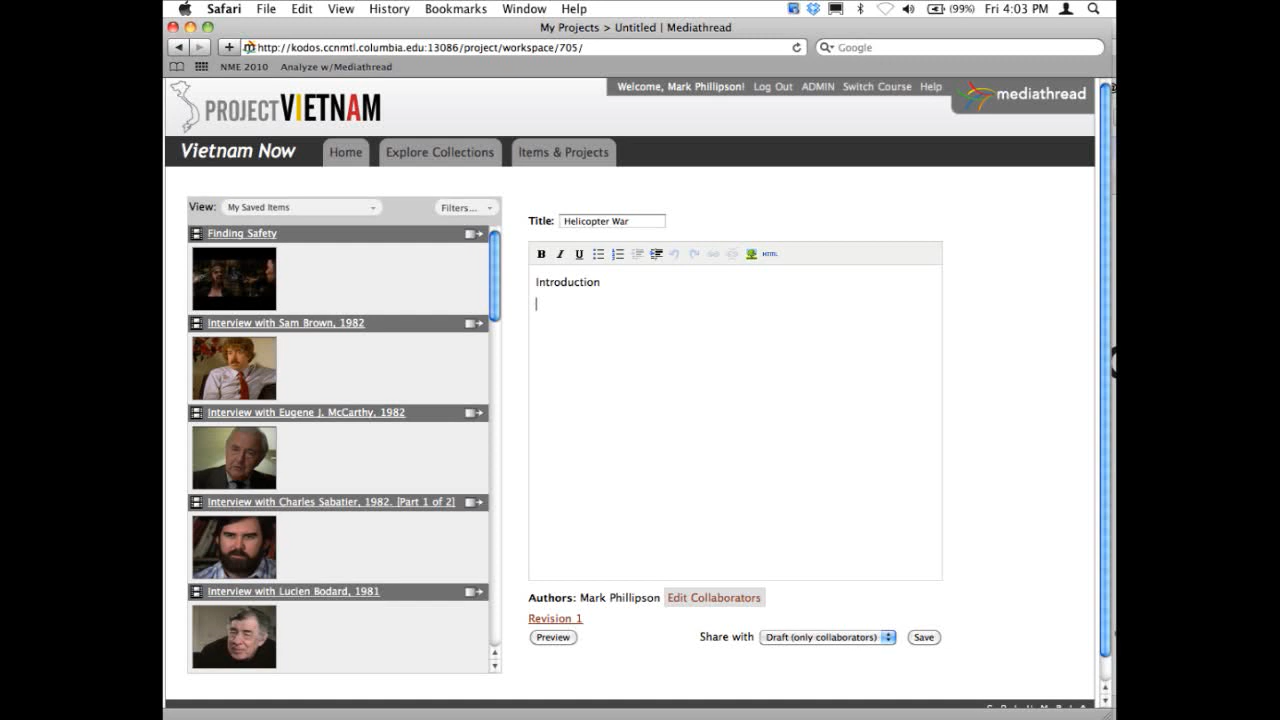 Safari File Edit View History Bookmarks Window Help (99%) Fri 4:03 PM
My Projects > Untitled | Mediathread
http://kodos.ccnmtl.columbia.edu:13086/project/workspace/705/ Google
NME 2010 Analyze w/Mediathread
Welcome, Mark Phillipson! Log Out ADMIN Switch Course Help
mediathread
PROJECTVIETNAM
Vietnam Now Home Explore Collections Items & Projects
View: My Saved Items Filters...
Title: Helicopter War
Finding Safety
B I U HTML
Introduction
Interview with Sam Brown, 1982
Interview with Eugene J. McCarthy, 1982
Interview with Charles Sabatier, 1982. [Part 1 of 2]
Interview with Lucien Bodard, 1981
Authors: Mark Phillipson Edit Collaborators
Revision 1
Preview Share with Draft (only collaborators) Save